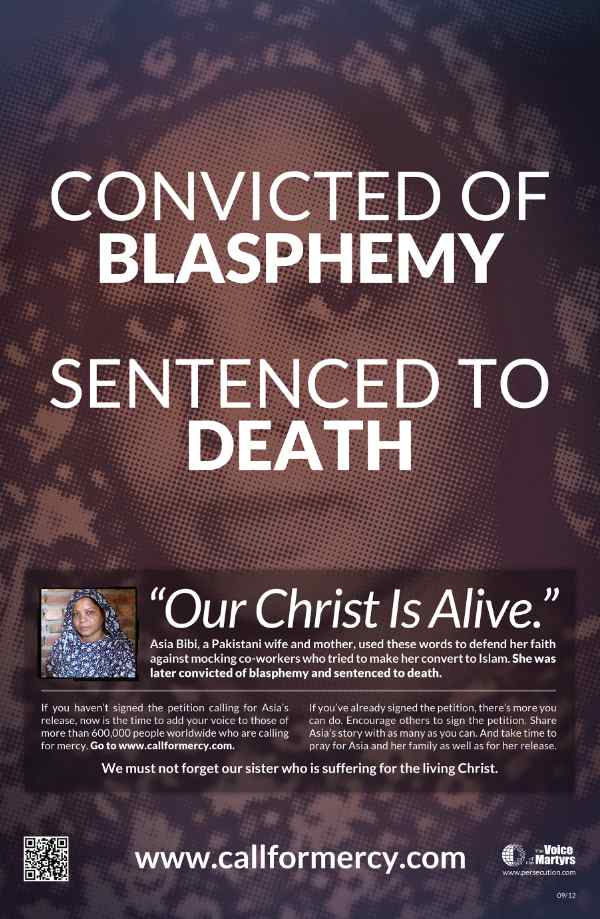 CONVICTED OF
BLASPHEMY
SENTENCED TO
DEATH
“Our Christ Is Alive.”
Asia Bibi, a Pakistani wife and mother, used these words to defend her faith
against mocking co-workers who tried to make her convert to Islam. She was
later convicted of blasphemy and sentenced to death.
If you haven't signed the petition calling for Asia's
release, now is the time to add your voice to those of
more than 600,000 people worldwide who are calling
for mercy. Go to www.callformercy.com.
If you've already signed the petition, there's more you
can do. Encourage others to sign the petition. Share
Asia's story with as many as you can. And take time to
pray for Asia and her family as well as for her release.
We must not forget our sister who is suffering for the living Christ.
www.callformercy.com
the Voice
of the Martyrs
www.persecution.com
09/12